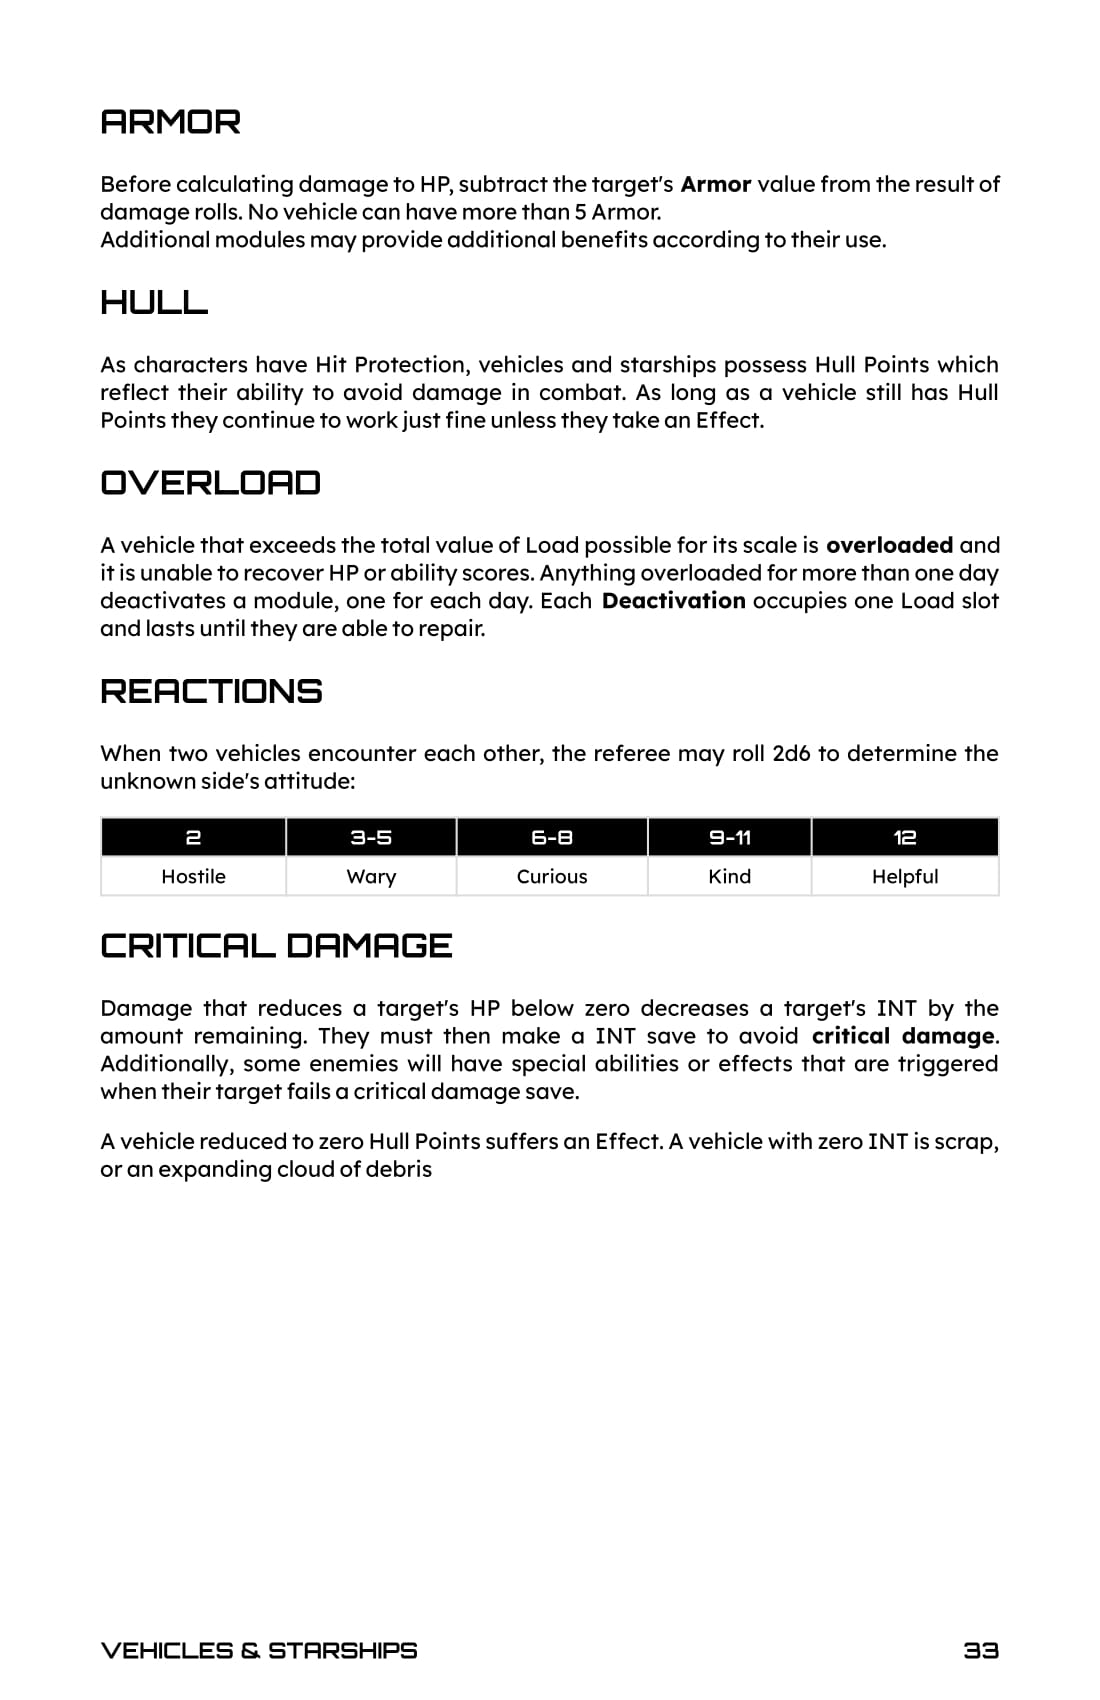 ARMOR
Before calculating damage to HP, subtract the target's Armor value from the result of
damage rolls. No vehicle can have more than 5 Armor.
Additional modules may provide additional benefits according to their use.
HULL
As characters have Hit Protection, vehicles and starships possess Hull Points which
reflect their ability to avoid damage in combat. As long as a vehicle still has Hull
Points they continue to work just fine unless they take an Effect.
OVERLOAD
A vehicle that exceeds the total value of Load possible for its scale is overloaded and
it is unable to recover HP or ability scores. Anything overloaded for more than one day
deactivates a module, one for each day. Each Deactivation occupies one Load slot
and lasts until they are able to repair.
REACTIONS
When two vehicles encounter each other, the referee may roll 2d6 to determine the
unknown side's attitude:
2 3-5 6-8 9-11 12
Hostile Wary Curious Kind Helpful
CRITICAL DAMAGE
Damage that reduces a target's HP below zero decreases a target's INT by the
amount remaining. They must then make a INT save to avoid critical damage.
Additionally, some enemies will have special abilities or effects that are triggered
when their target fails a critical damage save.
A vehicle reduced to zero Hull Points suffers an Effect. A vehicle with zero INT is scrap,
or an expanding cloud of debris
VEHICLES & STARSHIPS 33